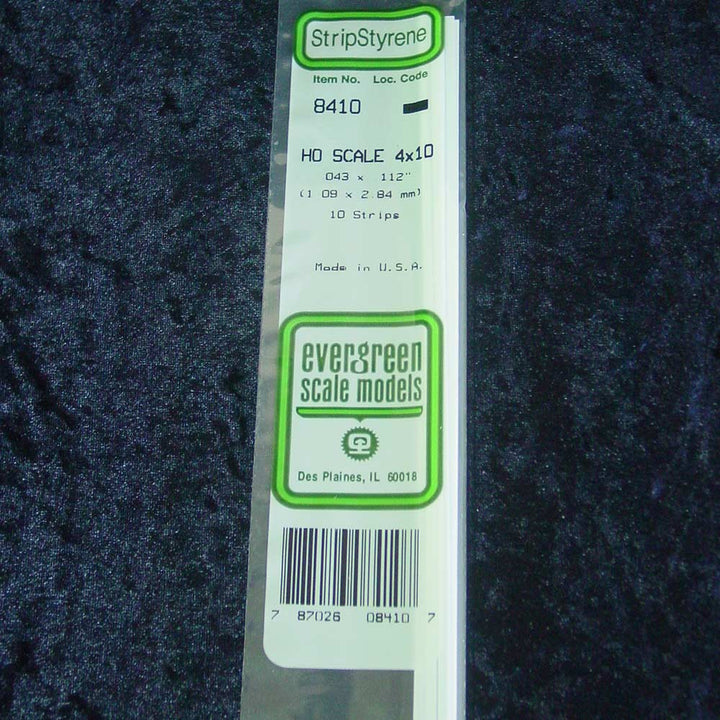 StripStyrene
Item No. Loc. Code
8410
HO SCALE 4x10
043 x 112"
(1 09 x 2.84 mm)
10 Strips
Made in U.S.A.
evergreen
scale models
Des Plaines, IL 60018
7 87026 08410 7